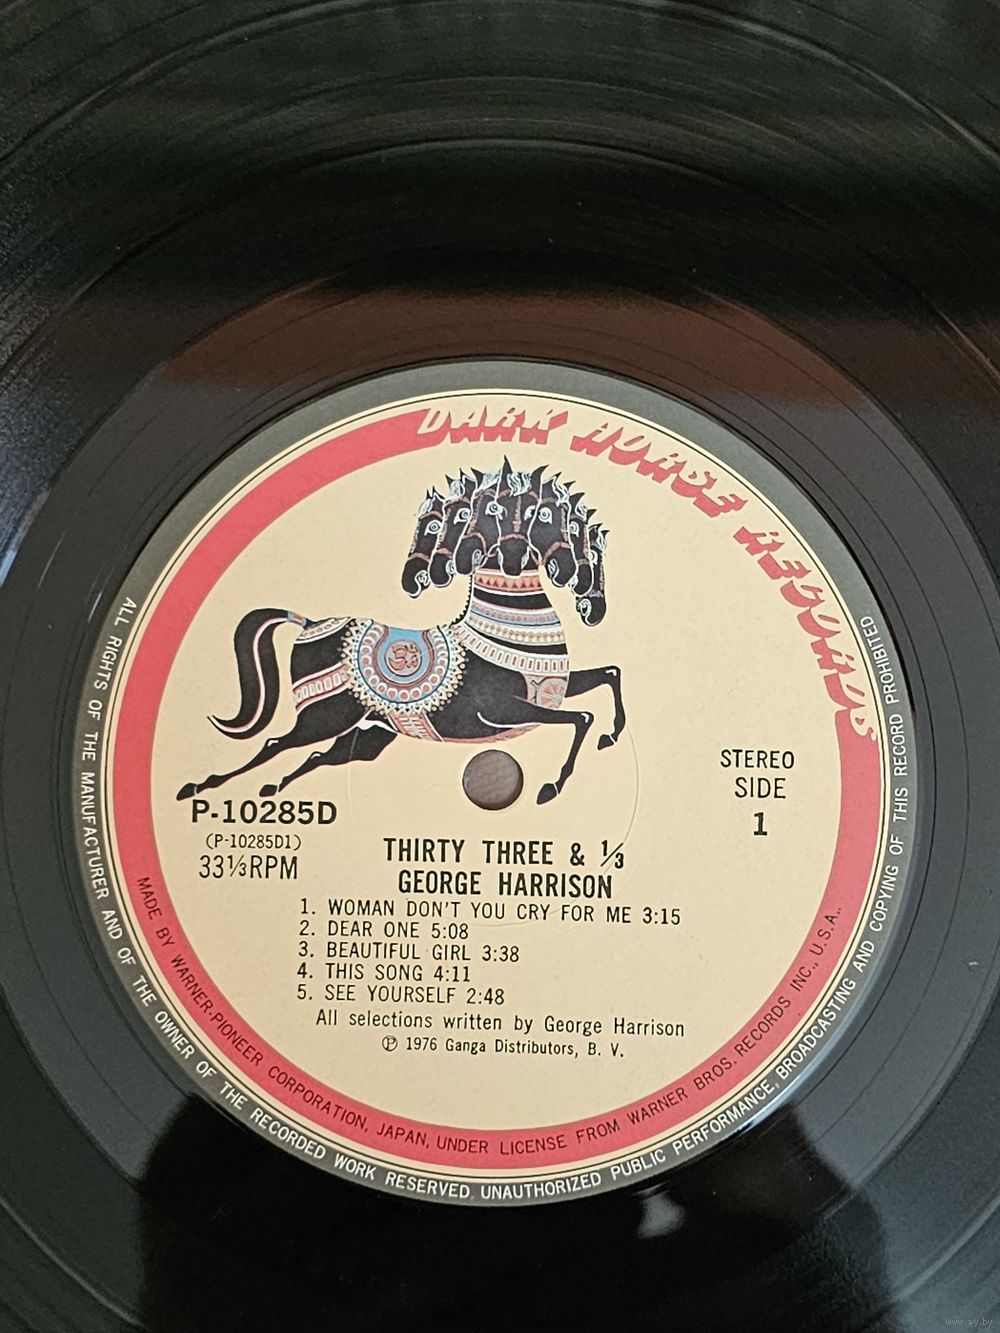 DARK HORSE RECORDS
P-10285D
(P-10285D1)
33⅓RPM
STEREO
SIDE
1
THIRTY THREE & ⅓
GEORGE HARRISON
1. WOMAN DON'T YOU CRY FOR ME 3:15
2. DEAR ONE 5:08
3. BEAUTIFUL GIRL 3:38
4. THIS SONG 4:11
5. SEE YOURSELF 2:48
All selections written by George Harrison
Ⓟ 1976 Ganga Distributors, B. V.
MADE BY WARNER-PIONEER CORPORATION, JAPAN, UNDER LICENSE FROM WARNER BROS. RECORDS INC., U.S.A.
ALL RIGHTS OF THE MANUFACTURER AND OF THE OWNER OF THE RECORDED WORK RESERVED. UNAUTHORIZED PUBLIC PERFORMANCE, BROADCASTING AND COPYING OF THIS RECORD PROHIBITED.
www.ay.by